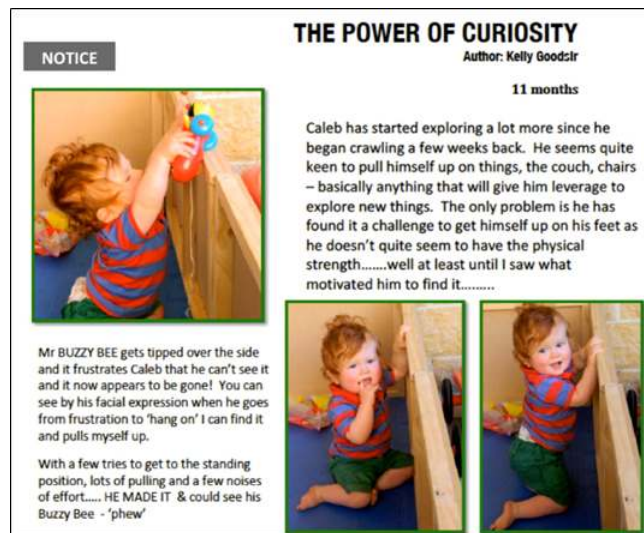 THE POWER OF CURIOSITY
Author: Kelly Goodsir
NOTICE
11 months
Caleb has started exploring a lot more since he
began crawling a few weeks back.  He seems quite
keen to pull himself up on things, the couch, chairs
– basically anything that will give him leverage to
explore new things.  The only problem is he has
found it a challenge to get himself up on his feet as
he doesn't quite seem to have the physical
strength.......well at least until I saw what
motivated him to find it.........
Mr BUZZY BEE gets tipped over the side
and it frustrates Caleb that he can't see it
and it now appears to be gone!  You can
see by his facial expression when he goes
from frustration to 'hang on' I can find it
and pulls myself up.
With a few tries to get to the standing
position, lots of pulling and a few noises
of effort..... HE MADE IT  & could see his
Buzzy Bee  - 'phew'